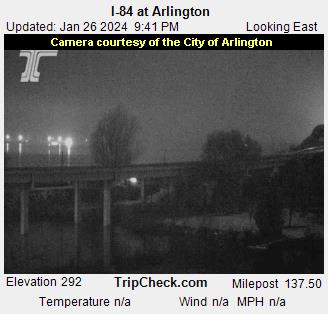 I-84 at Arlington
Updated: Jan 26 2024 9:41 PM Looking East
Camera courtesy of the City of Arlington
Elevation 292 TripCheck.com Milepost 137.50
Temperature n/a Wind n/a MPH n/a